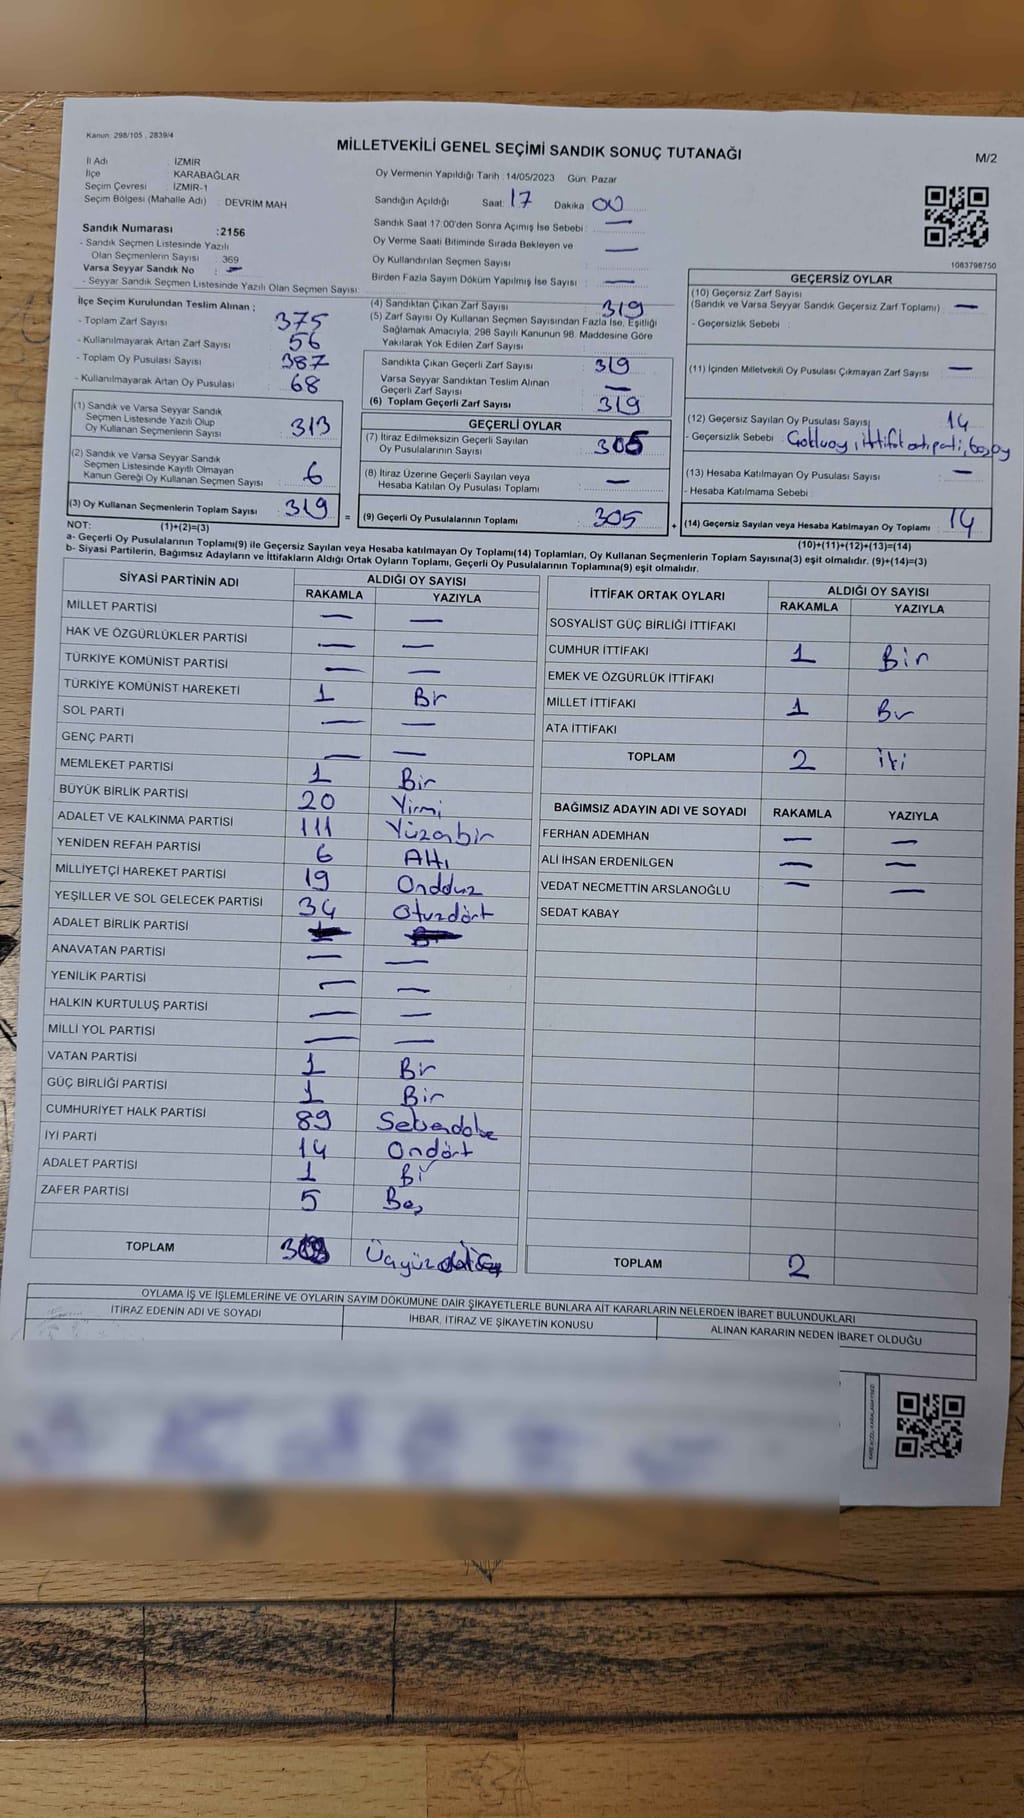 Kanun: 298/105 , 2839/4
MİLLETVEKİLİ GENEL SEÇİMİ SANDIK SONUÇ TUTANAĞI
M/2
İl Adı : İZMİR
İlçe : KARABAĞLAR
Seçim Çevresi : İZMİR-1
Seçim Bölgesi (Mahalle Adı) : DEVRİM MAH
Sandık Numarası :2156
- Sandık Seçmen Listesinde Yazılı
Olan Seçmenlerin Sayısı : 369
Varsa Seyyar Sandık No : —
- Seyyar Sandık Seçmen Listesinde Yazılı Olan Seçmen Sayısı:
Oy Vermenin Yapıldığı Tarih :14/05/2023 Gün: Pazar
Sandığın Açıldığı Saat: 17 Dakika 00
Sandık Saat 17:00'den Sonra Açımış İse Sebebi : —
Oy Verme Saati Bitiminde Sırada Bekleyen ve —
Oy Kullandırılan Seçmen Sayısı :
Birden Fazla Sayım Döküm Yapılmış İse Sayısı : —
1063798750
İlçe Seçim Kurulundan Teslim Alınan ;
- Toplam Zarf Sayısı : 375
- Kullanılmayarak Artan Zarf Sayısı : 56
- Toplam Oy Pusulası Sayısı : 387
- Kullanılmayarak Artan Oy Pusulası : 68
(1) Sandık ve Varsa Seyyar Sandık
Seçmen Listesinde Yazılı Olup
Oy Kullanan Seçmenlerin Sayısı : 313
(2) Sandık ve Varsa Seyyar Sandık
Seçmen Listesinde Kayıtlı Olmayan
Kanun Gereği Oy Kullanan Seçmen Sayısı : 6
(3) Oy Kullanan Seçmenlerin Toplam Sayısı : 319
(4) Sandıktan Çıkan Zarf Sayısı : 319
(5) Zarf Sayısı Oy Kullanan Seçmen Sayısından Fazla İse, Eşitliği
Sağlamak Amacıyla, 298 Sayılı Kanunun 98. Maddesine Göre
Yakılarak Yok Edilen Zarf Sayısı :
Sandıkta Çıkan Geçerli Zarf Sayısı : 319
Varsa Seyyar Sandıktan Teslim Alınan
Geçerli Zarf Sayısı : —
(6) Toplam Geçerli Zarf Sayısı : 319
GEÇERLİ OYLAR
(7) İtiraz Edilmeksizin Geçerli Sayılan
Oy Pusulalarının Sayısı : 305
(8) İtiraz Üzerine Geçerli Sayılan veya
Hesaba Katılan Oy Pusulası Toplamı : —
= (9) Geçerli Oy Pusulalarının Toplamı : 305
GEÇERSİZ OYLAR
(10) Geçersiz Zarf Sayısı
(Sandık ve Varsa Seyyar Sandık Geçersiz Zarf Toplamı) : —
- Geçersizlik Sebebi :
(11) İçinden Milletvekili Oy Pusulası Çıkmayan Zarf Sayısı : —
(12) Geçersiz Sayılan Oy Pusulası Sayısı : 14
- Geçersizlik Sebebi :
(13) Hesaba Katılmayan Oy Pusulası Sayısı : —
- Hesaba Katılmama Sebebi
+ (14) Geçersiz Sayılan veya Hesaba Katılmayan Oy Toplamı : 14
NOT: (1)+(2)=(3)
(10)+(11)+(12)+(13)=(14)
a- Geçerli Oy Pusulalarının Toplamı(9) ile Geçersiz Sayılan veya Hesaba katılmayan Oy Toplamı(14) Toplamları, Oy Kullanan Seçmenlerin Toplam Sayısına(3) eşit olmalıdır. (9)+(14)=(3)
b- Siyasi Partilerin, Bağımsız Adayların ve İttifakların Aldığı Ortak Oyların Toplamı, Geçerli Oy Pusulalarının Toplamına(9) eşit olmalıdır.
SİYASİ PARTİNİN ADI ALDIĞI OY SAYISI
RAKAMLA YAZIYLA
MİLLET PARTİSİ — —
HAK VE ÖZGÜRLÜKLER PARTİSİ — —
TÜRKİYE KOMÜNİST PARTİSİ — —
TÜRKİYE KOMÜNİST HAREKETİ 1 Bir
SOL PARTİ — —
GENÇ PARTİ — —
MEMLEKET PARTİSİ 1 Bir
BÜYÜK BİRLİK PARTİSİ 20 Yirmi
ADALET VE KALKINMA PARTİSİ 111 Yüzonbir
YENİDEN REFAH PARTİSİ 6 Altı
MİLLİYETÇİ HAREKET PARTİSİ 19 Ondduz
YEŞİLLER VE SOL GELECEK PARTİSİ 34 Otuzdört
ADALET BİRLİK PARTİSİ
ANAVATAN PARTİSİ — —
YENİLİK PARTİSİ — —
HALKIN KURTULUŞ PARTİSİ — —
MİLLİ YOL PARTİSİ — —
VATAN PARTİSİ 1 Bir
GÜÇ BİRLİĞİ PARTİSİ 1 Bir
CUMHURİYET HALK PARTİSİ 89
İYİ PARTİ 14 Ondört
ADALET PARTİSİ 1 Bi
ZAFER PARTİSİ 5 Beş
TOPLAM
İTTİFAK ORTAK OYLARI ALDIĞI OY SAYISI
RAKAMLA YAZIYLA
SOSYALİST GÜÇ BİRLİĞİ İTTİFAKI
CUMHUR İTTİFAKI 1 Bir
EMEK VE ÖZGÜRLÜK İTTİFAKI
MİLLET İTTİFAKI 1 Bir
ATA İTTİFAKI
TOPLAM 2 iki
BAĞIMSIZ ADAYIN ADI VE SOYADI RAKAMLA YAZIYLA
FERHAN ADEMHAN — —
ALİ İHSAN ERDENİLGEN — —
VEDAT NECMETTİN ARSLANOĞLU — —
SEDAT KABAY
TOPLAM 2
OYLAMA İŞ VE İŞLEMLERİNE VE OYLARIN SAYIM DÖKÜMÜNE DAİR ŞİKAYETLERLE BUNLARA AİT KARARLARIN NELERDEN İBARET BULUNDUKLARI
İTİRAZ EDENİN ADI VE SOYADI
İHBAR, İTİRAZ VE ŞİKAYETİN KONUSU
ALINAN KARARIN NEDEN İBARET OLDUĞU